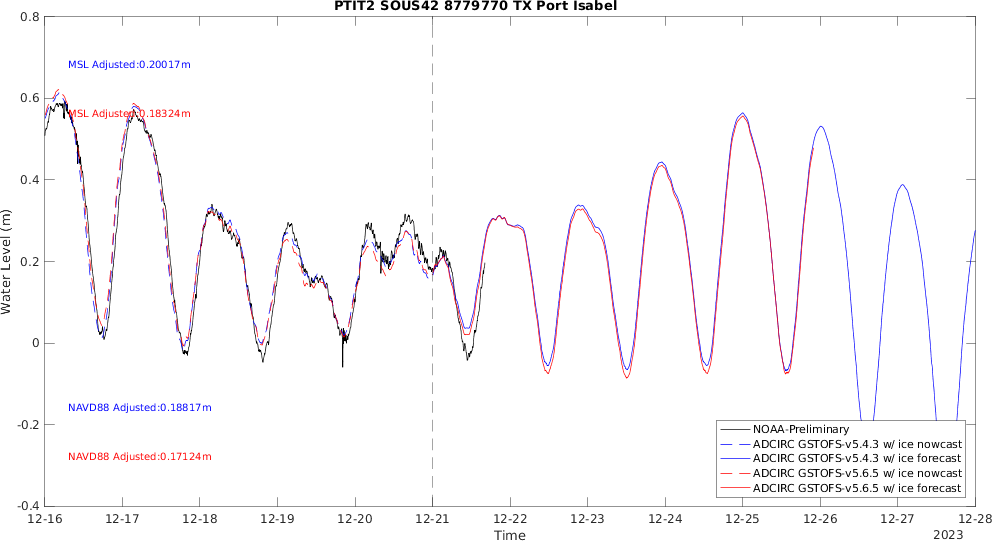 PTIT2 SOUS42 8779770 TX Port Isabel
0.8
MSL Adjusted:0.20017m
0.6
MSL Adjusted:0.18324m
0.4
Water Level (m)
0.2
0
NAVD88 Adjusted:0.18817m
-0.2
NAVD88 Adjusted:0.17124m
-0.4
NOAA-Preliminary
ADCIRC GSTOFS-v5.4.3 w/ ice nowcast
ADCIRC GSTOFS-v5.4.3 w/ ice forecast
ADCIRC GSTOFS-v5.6.5 w/ ice nowcast
ADCIRC GSTOFS-v5.6.5 w/ ice forecast
12-16 12-17 12-18 12-19 12-20 12-21 12-22 12-23 12-24 12-25 12-26 12-27 12-28
Time
2023